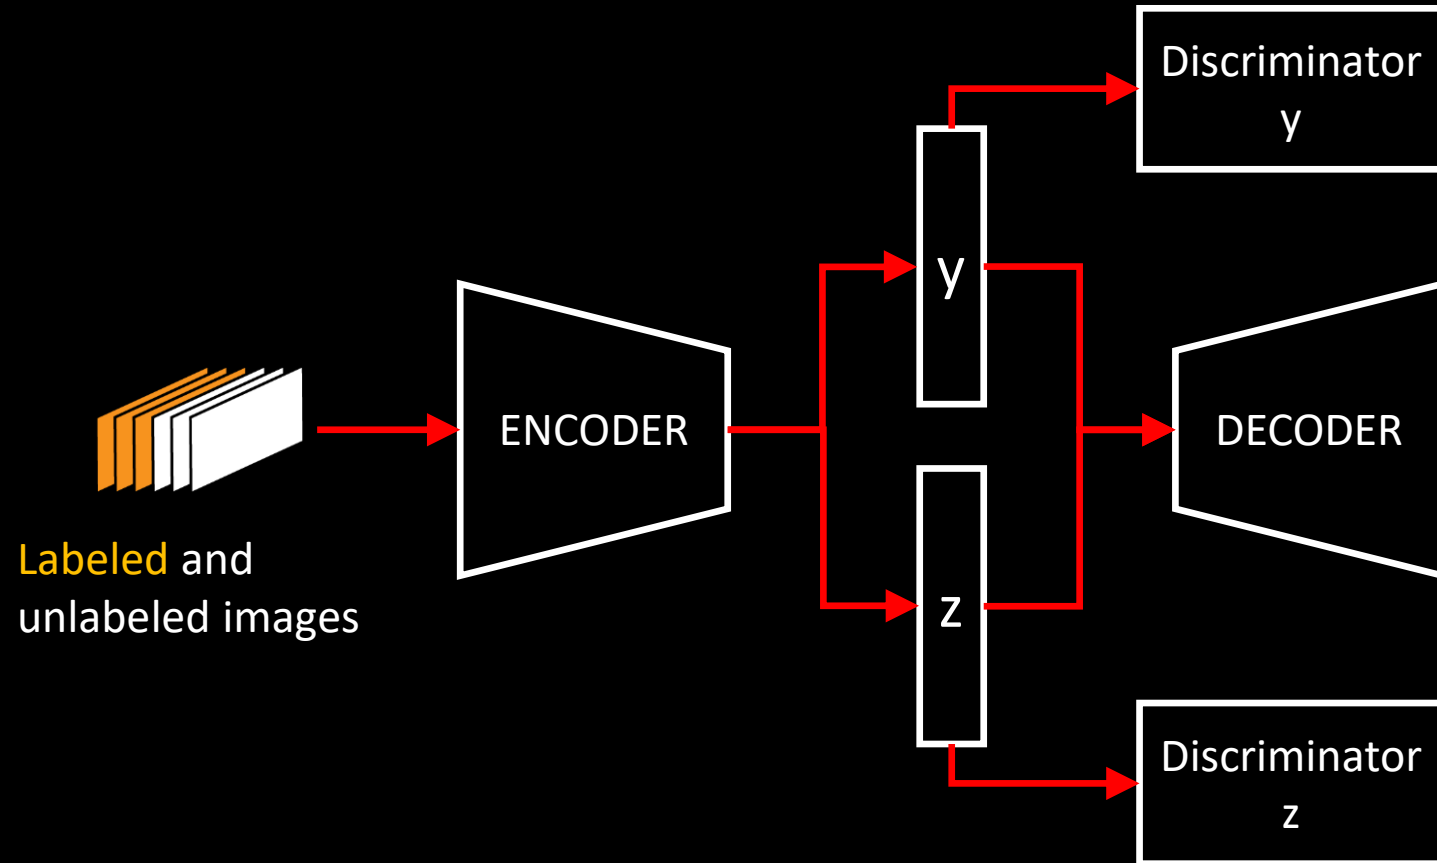 Discriminator
y
y
ENCODER
DECODER
Labeled and
unlabeled images
z
Discriminator
z